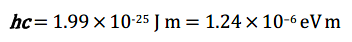 hc = 1.99 × 10⁻²⁵ J m = 1.24 × 10⁻⁶ eV m